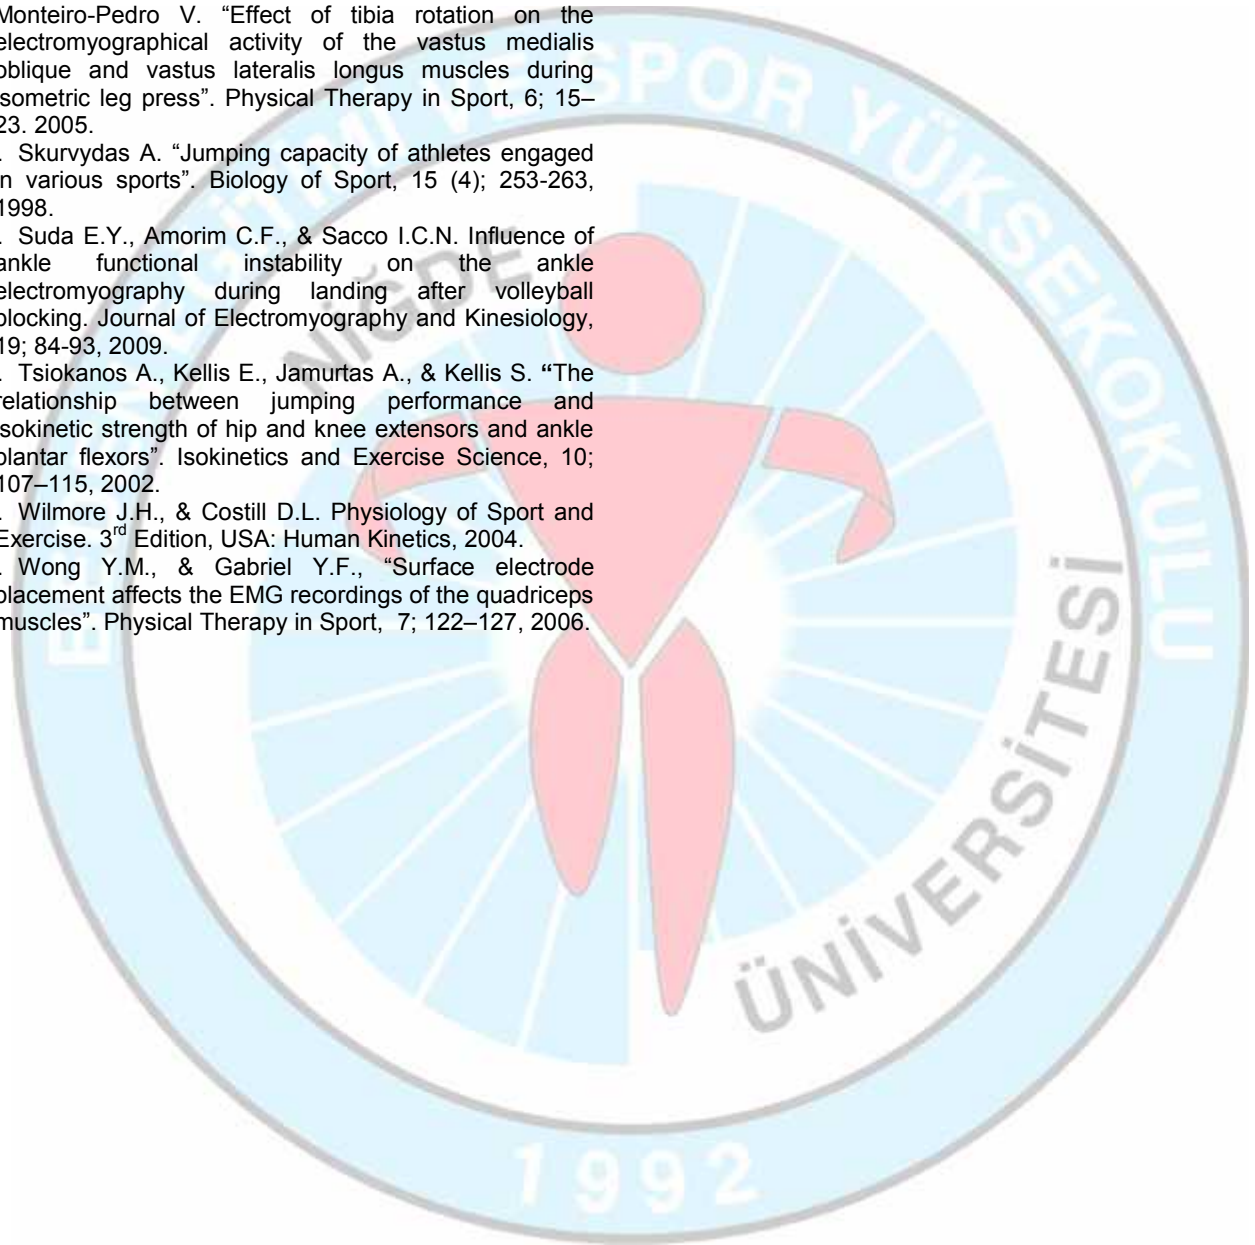 Monteiro-Pedro V. “Effect of tibia rotation on the
electromyographical activity of the vastus medialis
oblique and vastus lateralis longus muscles during
isometric leg press”. Physical Therapy in Sport, 6; 15–
23. 2005.
. Skurvydas A. “Jumping capacity of athletes engaged
in various sports”. Biology of Sport, 15 (4); 253-263,
1998.
. Suda E.Y., Amorim C.F., & Sacco I.C.N. Influence of
ankle functional instability on the ankle
electromyography during landing after volleyball
blocking. Journal of Electromyography and Kinesiology,
19; 84-93, 2009.
. Tsiokanos A., Kellis E., Jamurtas A., & Kellis S. “The
relationship between jumping performance and
isokinetic strength of hip and knee extensors and ankle
plantar flexors”. Isokinetics and Exercise Science, 10;
107–115, 2002.
. Wilmore J.H., & Costill D.L. Physiology of Sport and
Exercise. 3rd Edition, USA: Human Kinetics, 2004.
. Wong Y.M., & Gabriel Y.F., “Surface electrode
placement affects the EMG recordings of the quadriceps
muscles”. Physical Therapy in Sport, 7; 122–127, 2006.
BEDEN EĞİTİMİ VE SPOR YÜKSEKOKULU
NİĞDE
ÜNİVERSİTESİ
1992